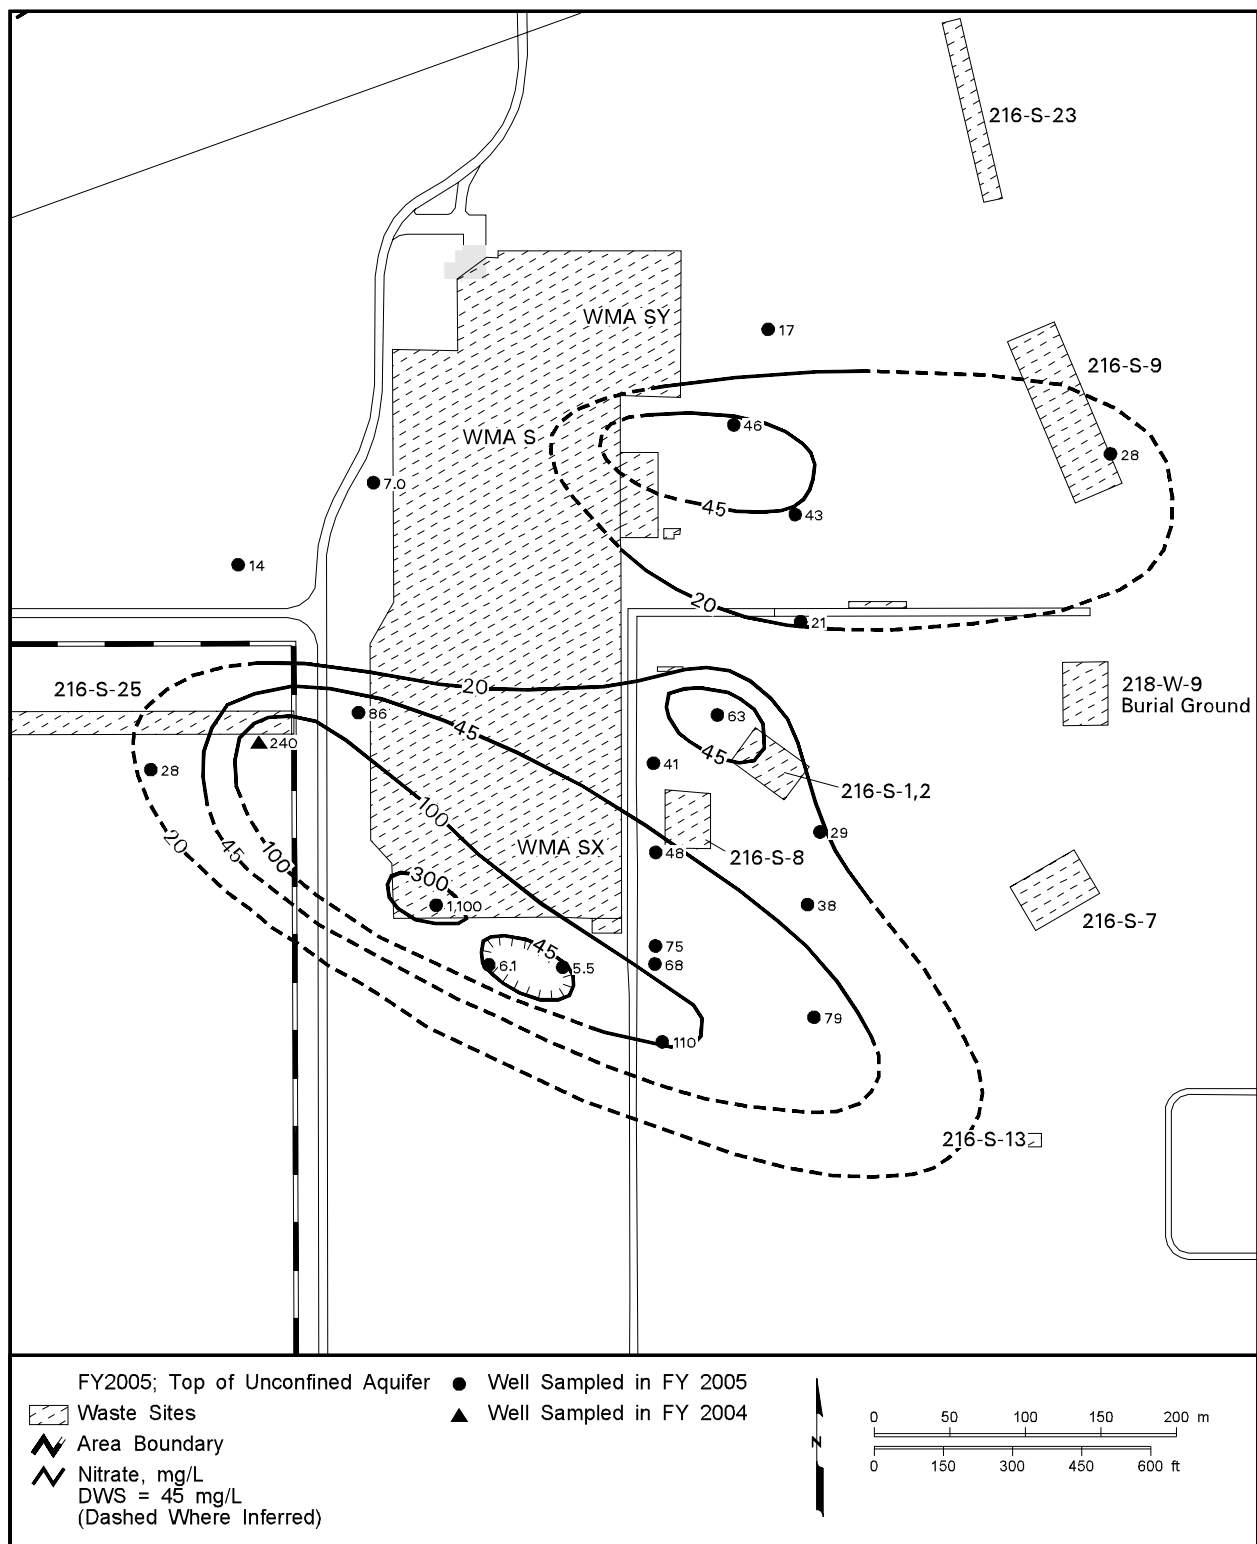 216-S-23
WMA SY
17
216-S-9
46
WMA S
28
7.0
45
43
14
20
21
216-S-25
20
218-W-9
Burial Ground
63
86
45
45
240
41
28
216-S-1,2
100
29
20
45
100
WMA SX
48
216-S-8
300
1,100
38
216-S-7
45
75
6.1
5.5
68
79
110
216-S-13
FY2005; Top of Unconfined Aquifer
Waste Sites
Area Boundary
Nitrate, mg/L
DWS = 45 mg/L
(Dashed Where Inferred)
Well Sampled in FY 2005
Well Sampled in FY 2004
N
0 50 100 150 200 m
0 150 300 450 600 ft